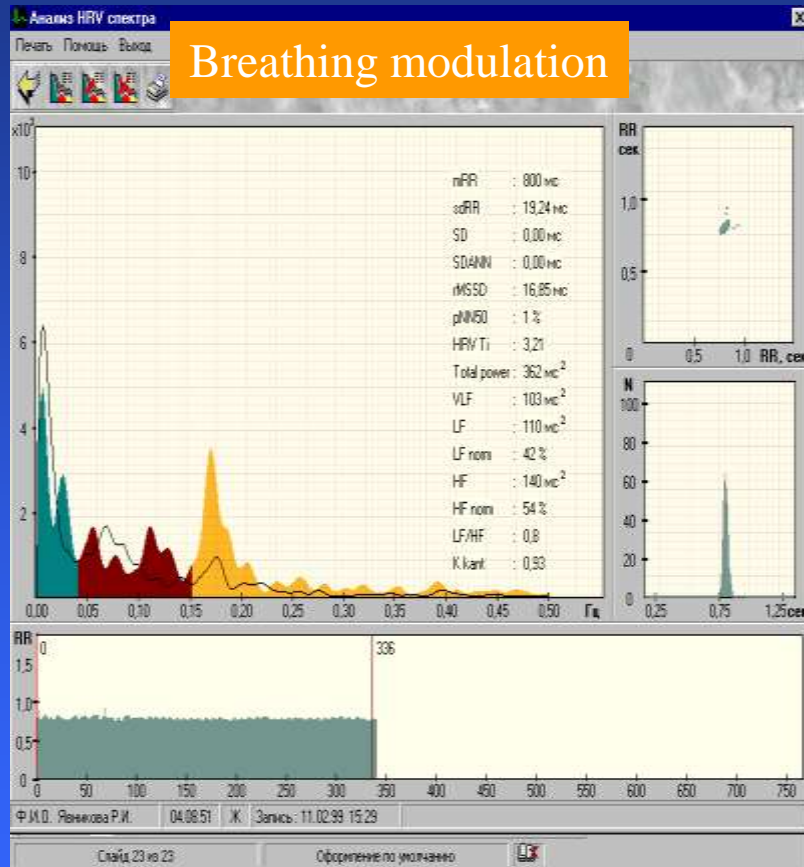 Анализ HRV спектра
Печать Помощь Выход
Breathing modulation
x10³
10
8
6
4
2
0,00 0,05 0,10 0,15 0,20 0,25 0,30 0,35 0,40 0,45 0,50 Гц
mRR : 800 мс
sdRR : 19,24 мс
SD : 0,00 мс
SDANN : 0,00 мс
rMSSD : 16,85 мс
pNN50 : 1 %
HRV Ti : 3,21
Total power : 362 мс²
VLF : 103 мс²
LF : 110 мс²
LF norm : 42 %
HF : 140 мс²
HF norm : 54 %
LF/HF : 0,8
K kant : 0,93
RR
сек
1,0
0,5
0 0,5 1,0 RR, сек
N
100
80
60
40
20
0
0,25 0,75 1,25 сек
RR
0 336
1,5
1,0
0,5
0
0 50 100 150 200 250 300 350 400 450 500 550 600 650 700 750
Ф.И.О. Явникова Р.И. 04.08.51 Ж Запись : 11.02.99 15:29
Слайд 23 из 23 Оформление по умолчанию